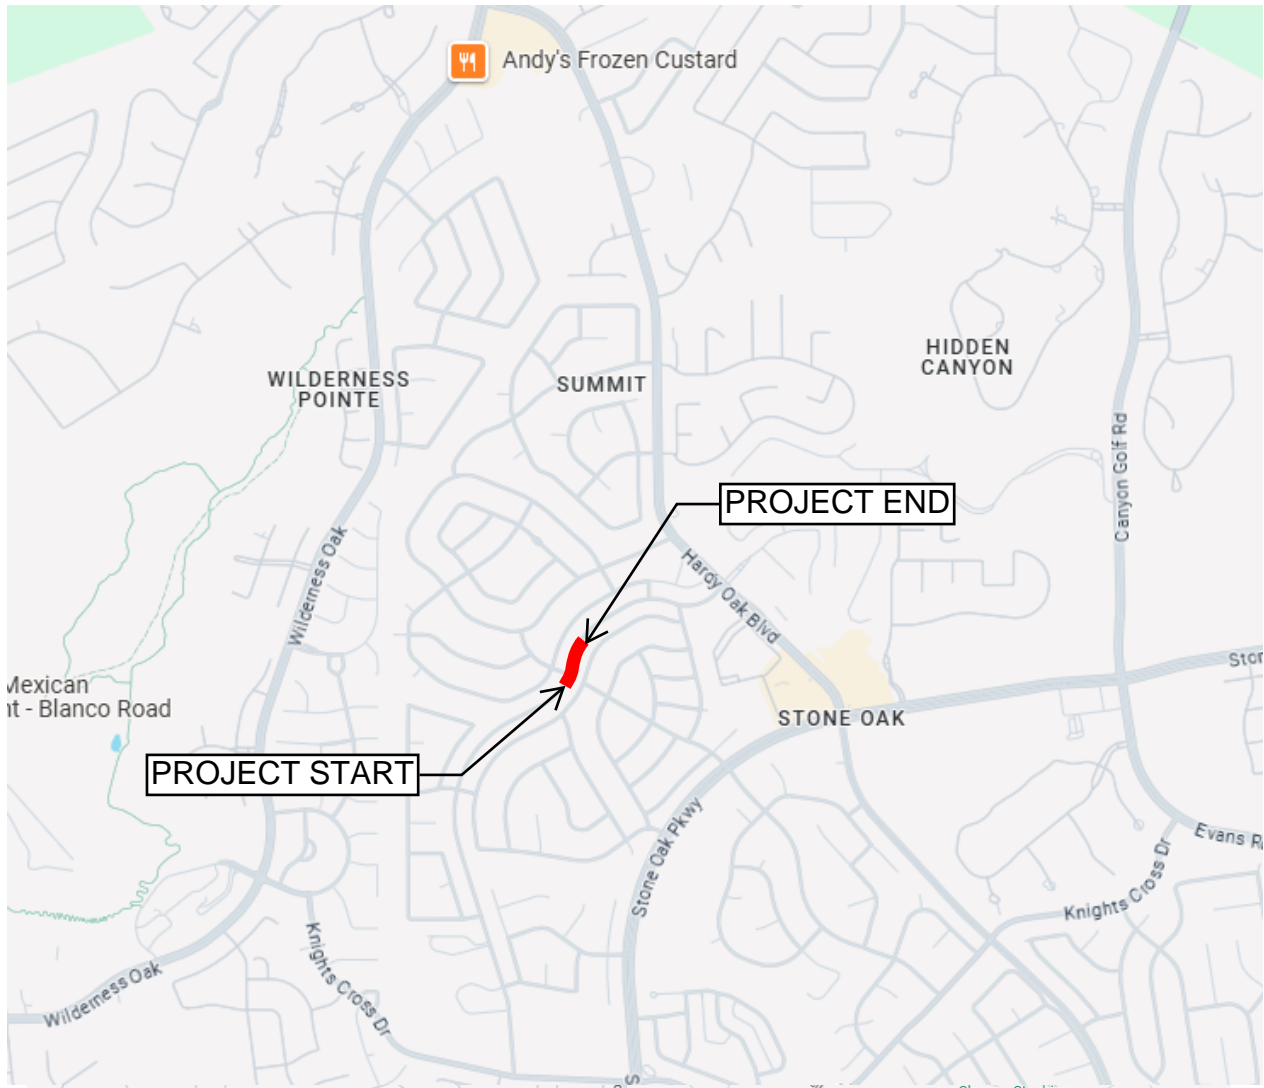 Andy's Frozen Custard
HIDDEN
CANYON
WILDERNESS
POINTE
SUMMIT
Canyon Golf Rd
PROJECT END
Wilderness Oak
Hardy Oak Blvd
Mexican
nt - Blanco Road
STONE OAK
PROJECT START
Stone Oak Pkwy
Evans R
Knights Cross Dr
Knights Cross Dr
Wilderness Oak
Stor